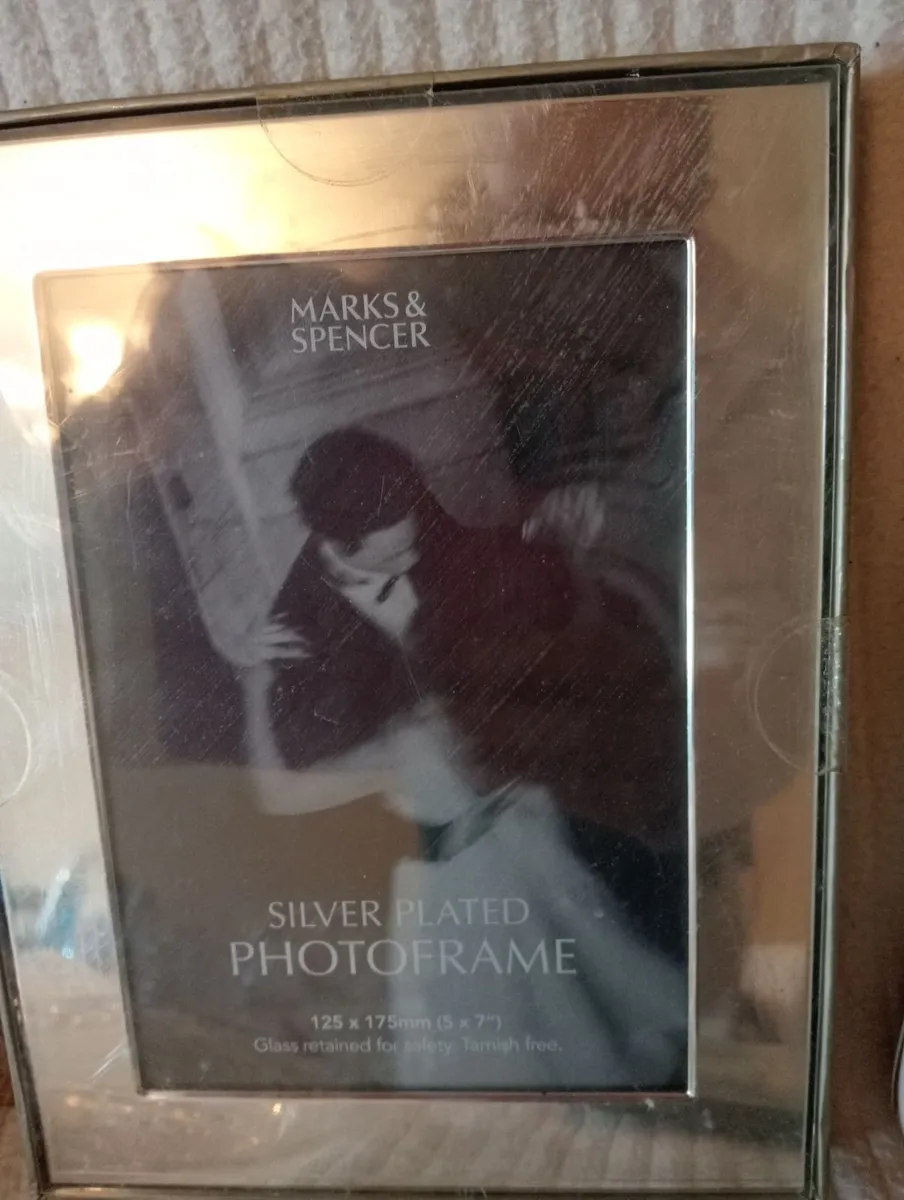 MARKS &
SPENCER
SILVER PLATED
PHOTOFRAME
125 x 175mm (5 x 7")
Glass retained for safety. Tarnish free.